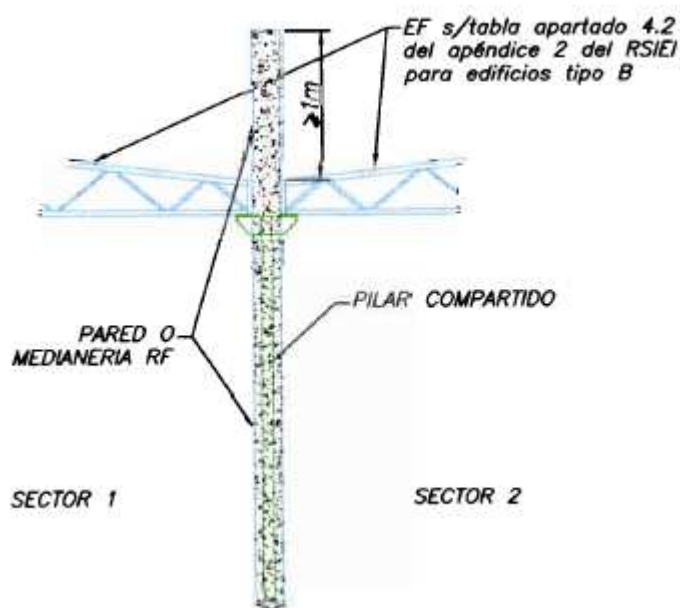 EF s/tabla apartado 4.2
del apéndice 2 del RSIEI
para edificios tipo B
≥1m
PILAR COMPARTIDO
PARED O
MEDIANERIA RF
SECTOR 1
SECTOR 2